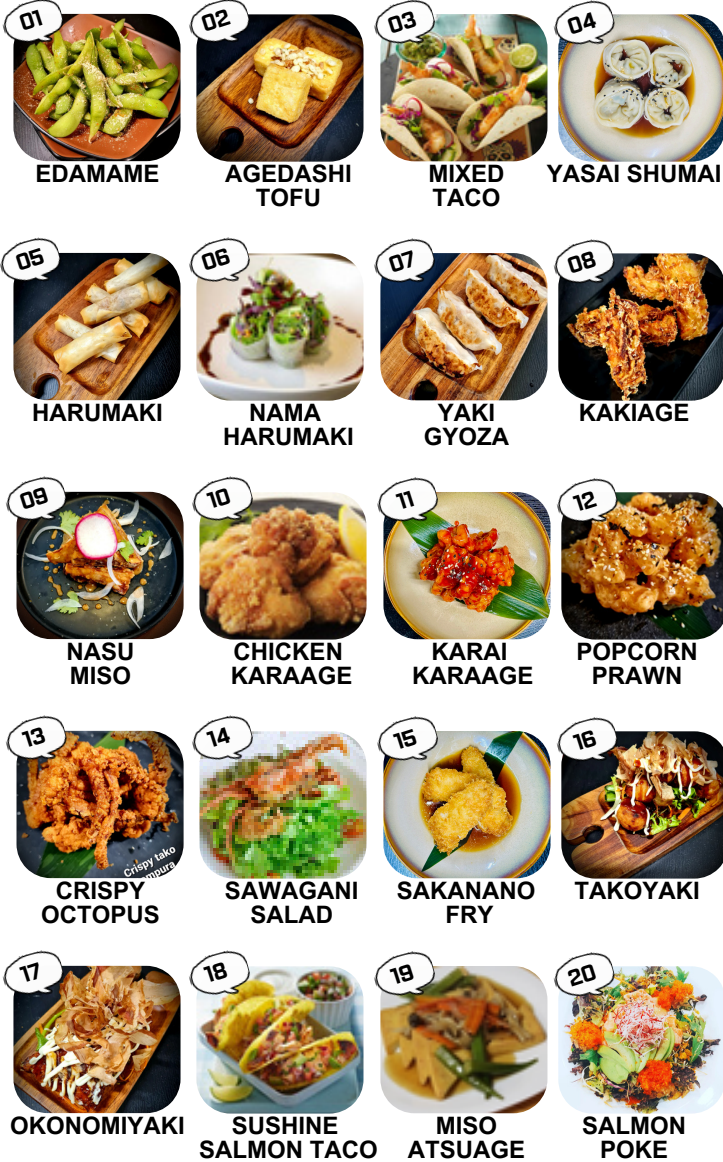 01
02
03
04
EDAMAME
AGEDASHI
TOFU
MIXED
TACO
YASAI SHUMAI
05
06
07
08
HARUMAKI
NAMA
HARUMAKI
YAKI
GYOZA
KAKIAGE
09
10
11
12
NASU
MISO
CHICKEN
KARAAGE
KARAI
KARAAGE
POPCORN
PRAWN
13
14
15
16
Crispy tako
CRISPY
OCTOPUS
SAWAGANI
SALAD
SAKANANO
FRY
TAKOYAKI
17
18
19
20
OKONOMIYAKI
SUSHINE
SALMON TACO
MISO
ATSUAGE
SALMON
POKE